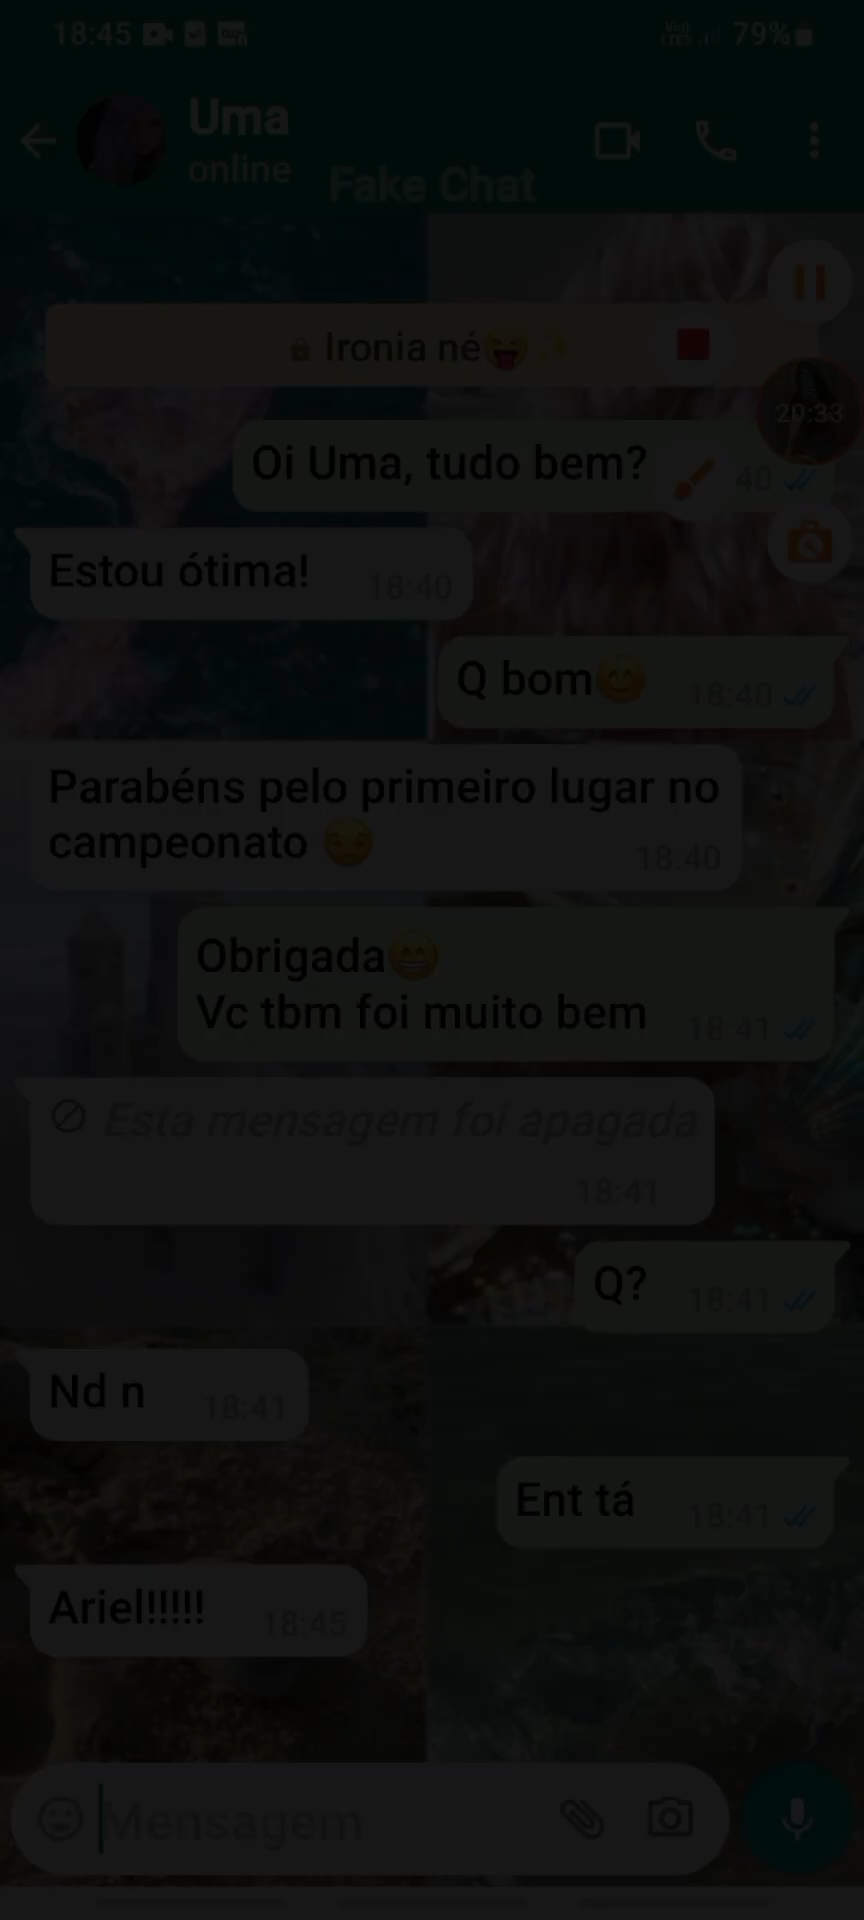 18:45 79%
Uma
online
Fake Chat
Ironia né😝✨
20:33
Oi Uma, tudo bem?
40
Estou ótima!
18:40
Q bom😊
18:40
Parabéns pelo primeiro lugar no
campeonato 😏
18:40
Obrigada😁
Vc tbm foi muito bem
18:41
Esta mensagem foi apagada
18:41
Q?
18:41
Nd n
18:41
Ent tá
18:41
Ariel!!!!!
18:45
Mensagem